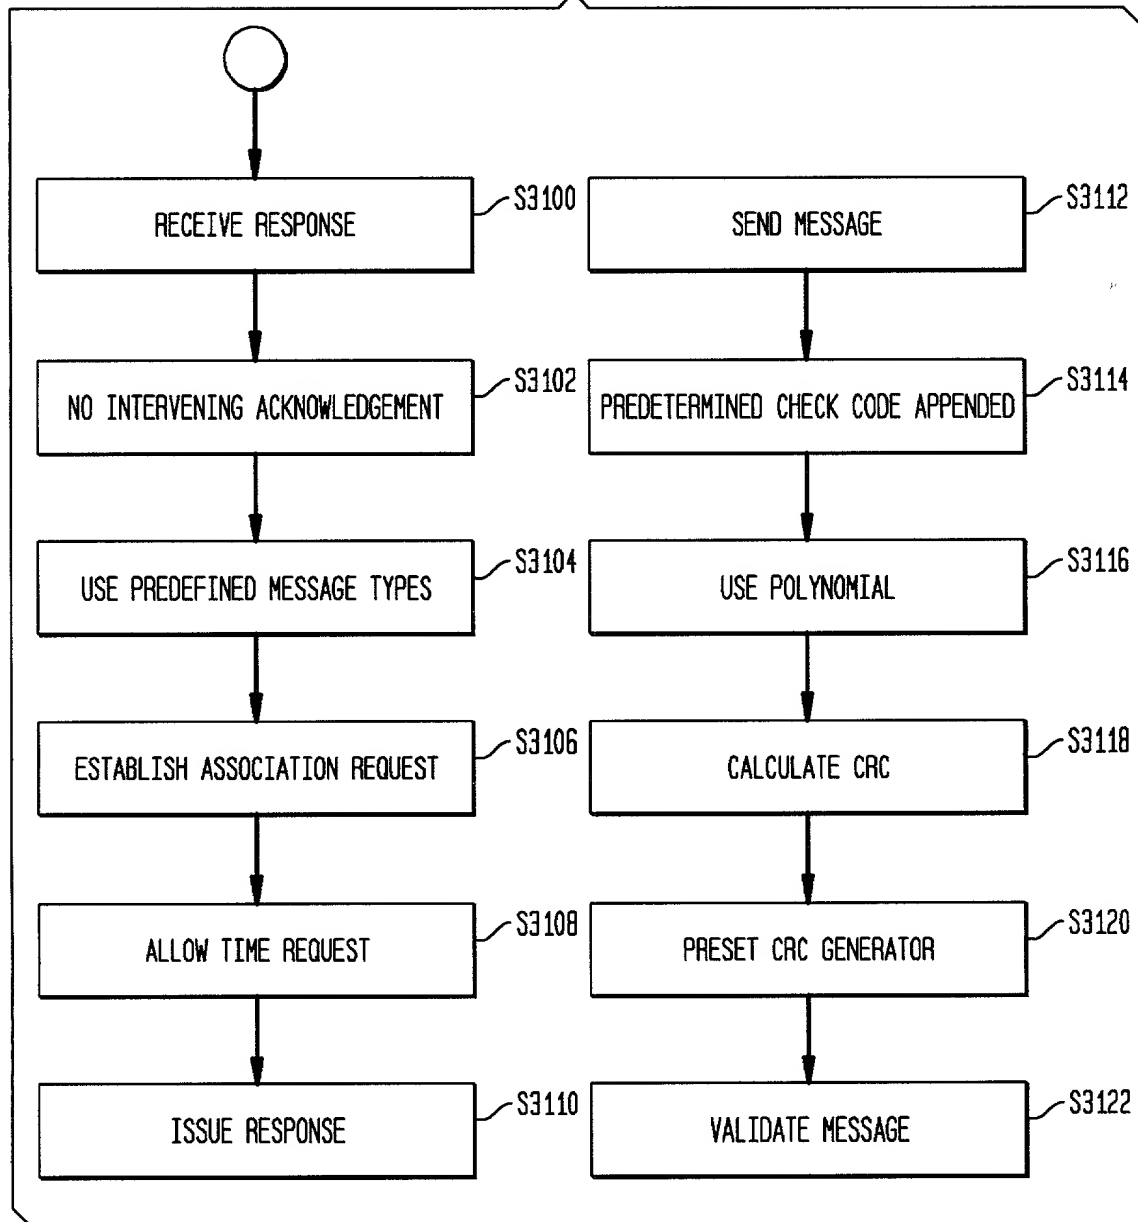 RECEIVE RESPONSE
S3100
NO INTERVENING ACKNOWLEDGEMENT
S3102
USE PREDEFINED MESSAGE TYPES
S3104
ESTABLISH ASSOCIATION REQUEST
S3106
ALLOW TIME REQUEST
S3108
ISSUE RESPONSE
S3110
SEND MESSAGE
S3112
PREDETERMINED CHECK CODE APPENDED
S3114
USE POLYNOMIAL
S3116
CALCULATE CRC
S3118
PRESET CRC GENERATOR
S3120
VALIDATE MESSAGE
S3122